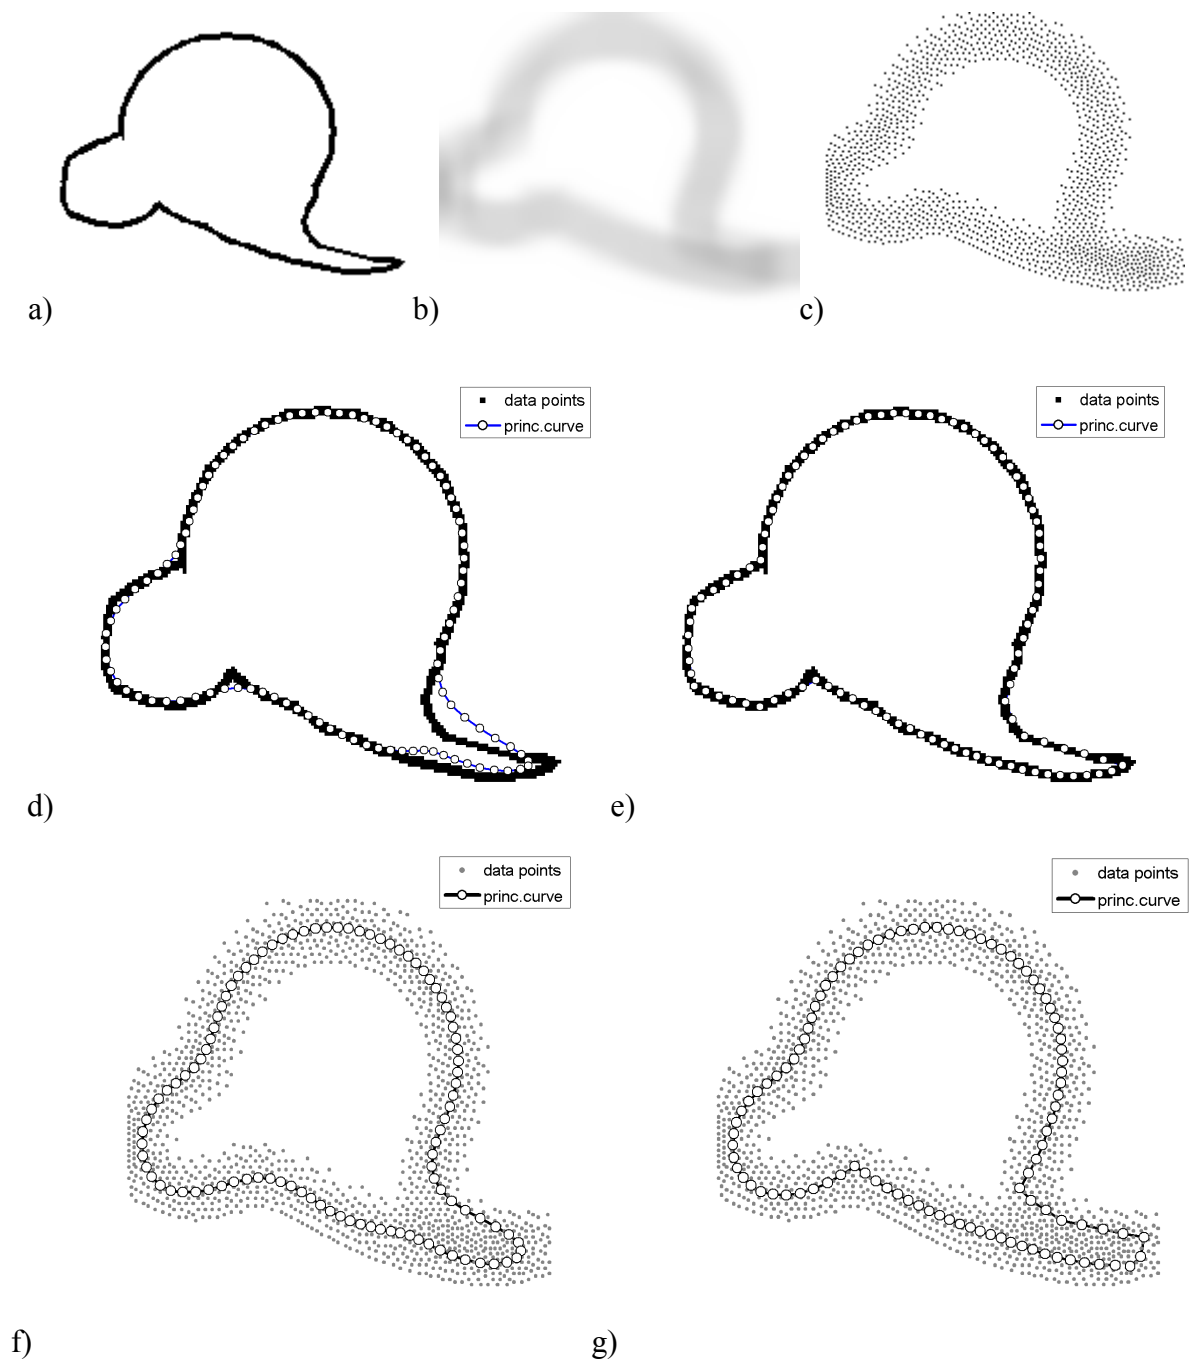 a)
b)
c)
data points
princ.curve
data points
princ.curve
d)
e)
data points
princ.curve
data points
princ.curve
f)
g)